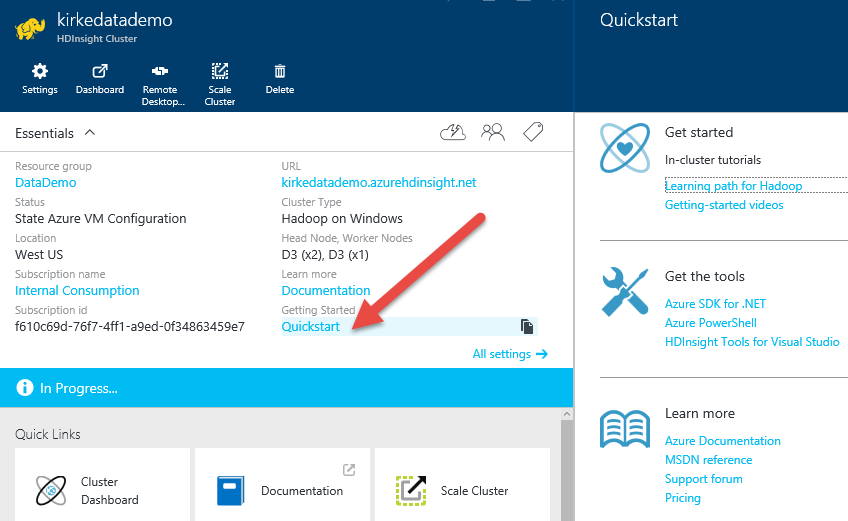 kirkedatademo
HDInsight Cluster
Settings
Dashboard
Remote
Desktop...
Scale
Cluster
Delete
Essentials
Resource group
DataDemo
Status
State Azure VM Configuration
Location
West US
Subscription name
Internal Consumption
Subscription id
f610c69d-76f7-4ff1-a9ed-0f34863459e7
URL
kirkedatademo.azurehdinsight.net
Cluster Type
Hadoop on Windows
Head Node, Worker Nodes
D3 (x2), D3 (x1)
Learn more
Documentation
Getting Started
Quickstart
All settings
In Progress...
Quick Links
Cluster
Dashboard
Documentation
Scale Cluster
Quickstart
Get started
In-cluster tutorials
Learning path for Hadoop
Getting-started videos
Get the tools
Azure SDK for .NET
Azure PowerShell
HDInsight Tools for Visual Studio
Learn more
Azure Documentation
MSDN reference
Support forum
Pricing